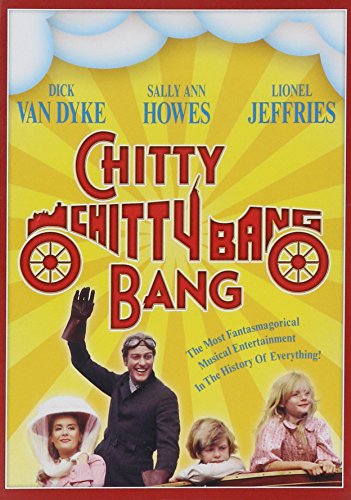 DICK SALLY ANN LIONEL
VAN DYKE HOWES JEFFRIES
CHITTY
CHITTY BANG
BANG
The Most Fantasmagorical
Musical Entertainment
In The History Of Everything!